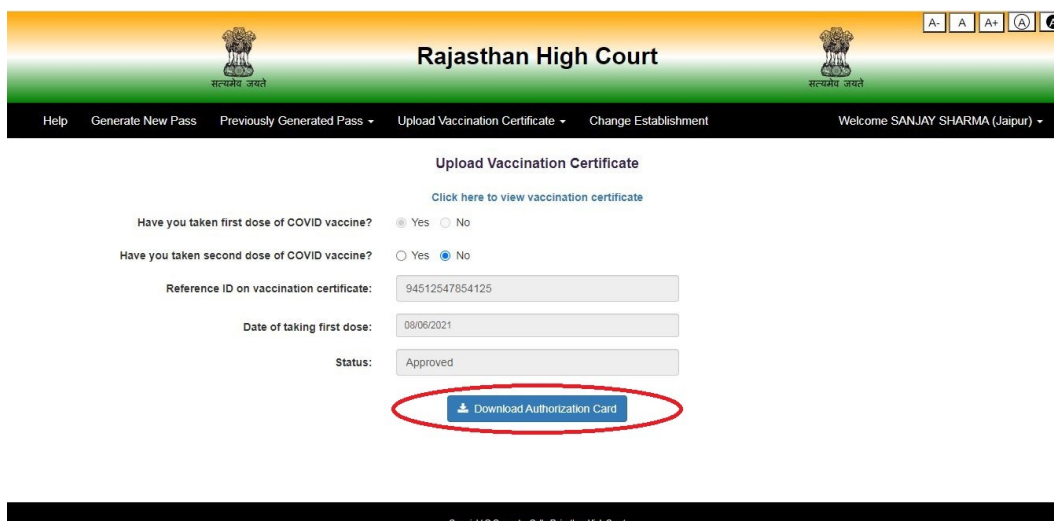 A- A A+ A A
Rajasthan High Court
सत्यमेव जयते सत्यमेव जयते
Help Generate New Pass Previously Generated Pass Upload Vaccination Certificate Change Establishment Welcome SANJAY SHARMA (Jaipur)
Upload Vaccination Certificate
Click here to view vaccination certificate
Have you taken first dose of COVID vaccine? Yes No
Have you taken second dose of COVID vaccine? Yes No
Reference ID on vaccination certificate: 94512547854125
Date of taking first dose: 08/06/2021
Status: Approved
Download Authorization Card